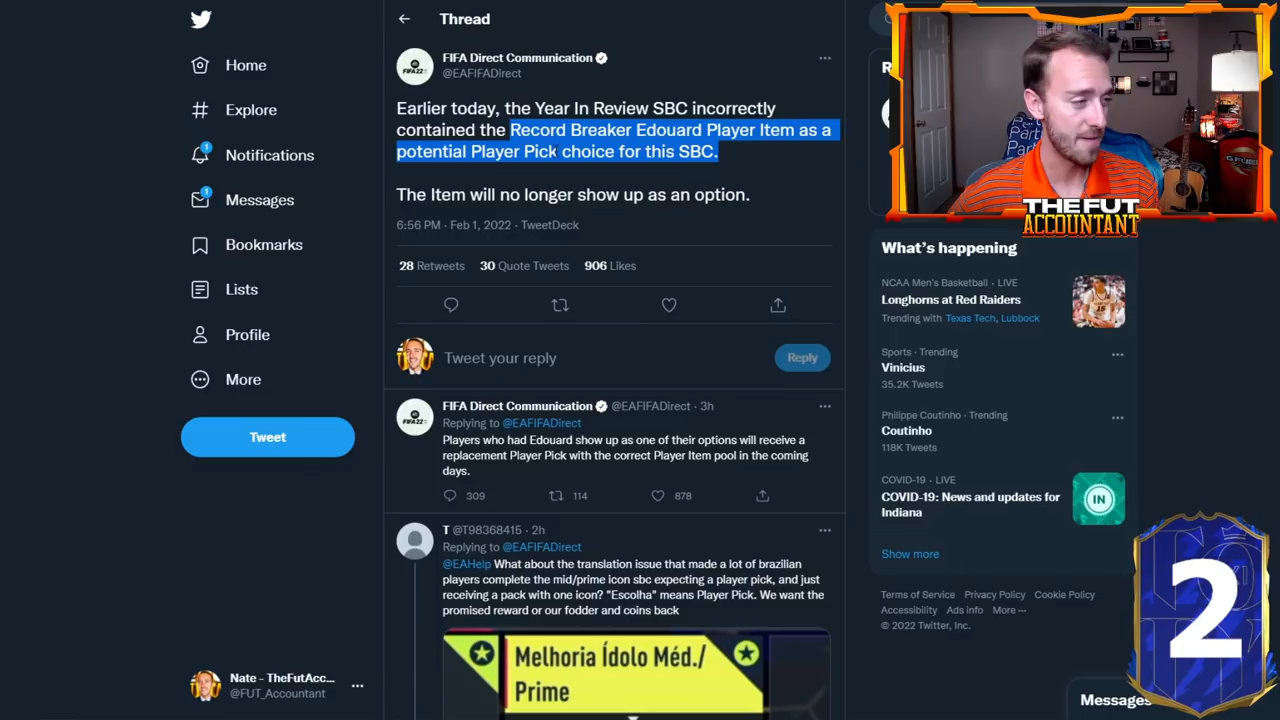 Home
Explore
Notifications
Messages
Bookmarks
Lists
Profile
More
Tweet
Nate - TheFutAcc...
@FUT_Accountant
Thread
FIFA Direct Communication
@EAFIFADirect
Earlier today, the Year In Review SBC incorrectly
contained the Record Breaker Edouard Player Item as a
potential Player Pick choice for this SBC.
The Item will no longer show up as an option.
6:56 PM · Feb 1, 2022 · TweetDeck
28 Retweets 30 Quote Tweets 906 Likes
Tweet your reply
Reply
FIFA Direct Communication @EAFIFADirect · 3h
Replying to @EAFIFADirect
Players who had Edouard show up as one of their options will receive a
replacement Player Pick with the correct Player Item pool in the coming
days.
309 114 878
T @T98368415 · 2h
Replying to @EAFIFADirect
@EAHelp What about the translation issue that made a lot of brazilian
players complete the mid/prime icon sbc expecting a player pick, and just
receiving a pack with one icon? "Escolha" means Player Pick. We want the
promised reward or our fodder and coins back
Melhoria Ídolo Méd./
Prime
THE FUT
ACCOUNTANT
What's happening
NCAA Men's Basketball · LIVE
Longhorns at Red Raiders
Trending with Texas Tech, Lubbock
Sports · Trending
Vinicius
35.2K Tweets
Philippe Coutinho · Trending
Coutinho
118K Tweets
COVID-19 · LIVE
COVID-19: News and updates for
Indiana
IN
Show more
Terms of Service Privacy Policy Cookie Policy
Accessibility Ads info More ···
© 2022 Twitter, Inc.
Messages
2